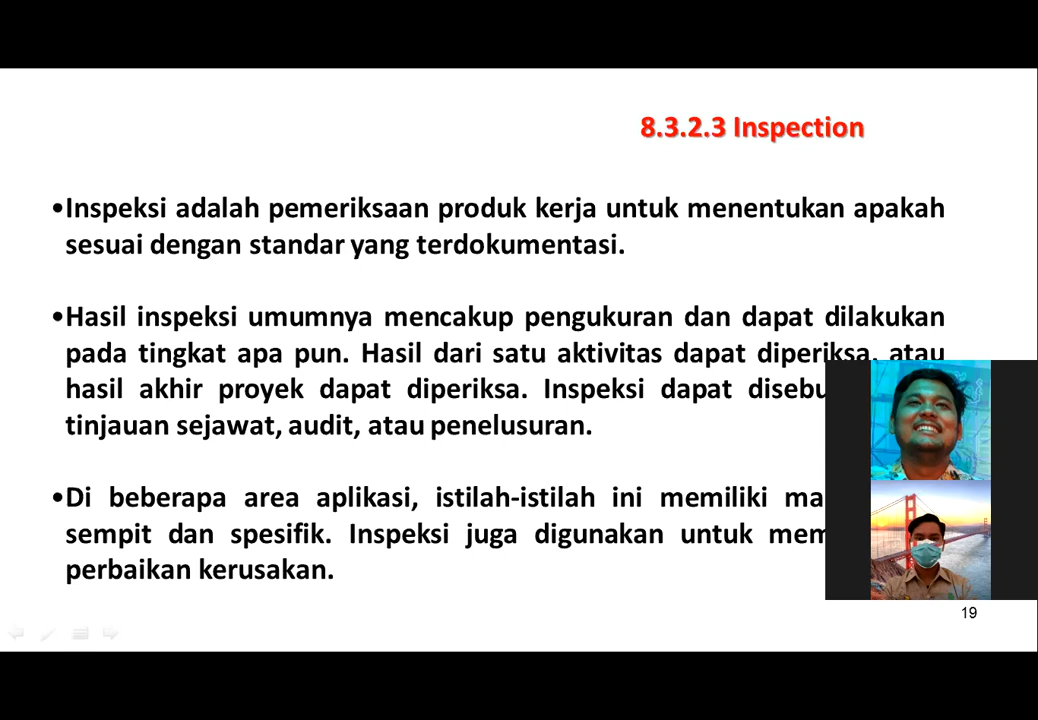 8.3.2.3 Inspection
•Inspeksi adalah pemeriksaan produk kerja untuk menentukan apakah
sesuai dengan standar yang terdokumentasi.
•Hasil inspeksi umumnya mencakup pengukuran dan dapat dilakukan
pada tingkat apa pun. Hasil dari satu aktivitas dapat diperiksa, atau
hasil akhir proyek dapat diperiksa. Inspeksi dapat
tinjauan sejawat, audit, atau penelusuran.
•Di beberapa area aplikasi, istilah-istilah ini memiliki
sempit dan spesifik. Inspeksi juga digunakan untuk
perbaikan kerusakan.
19